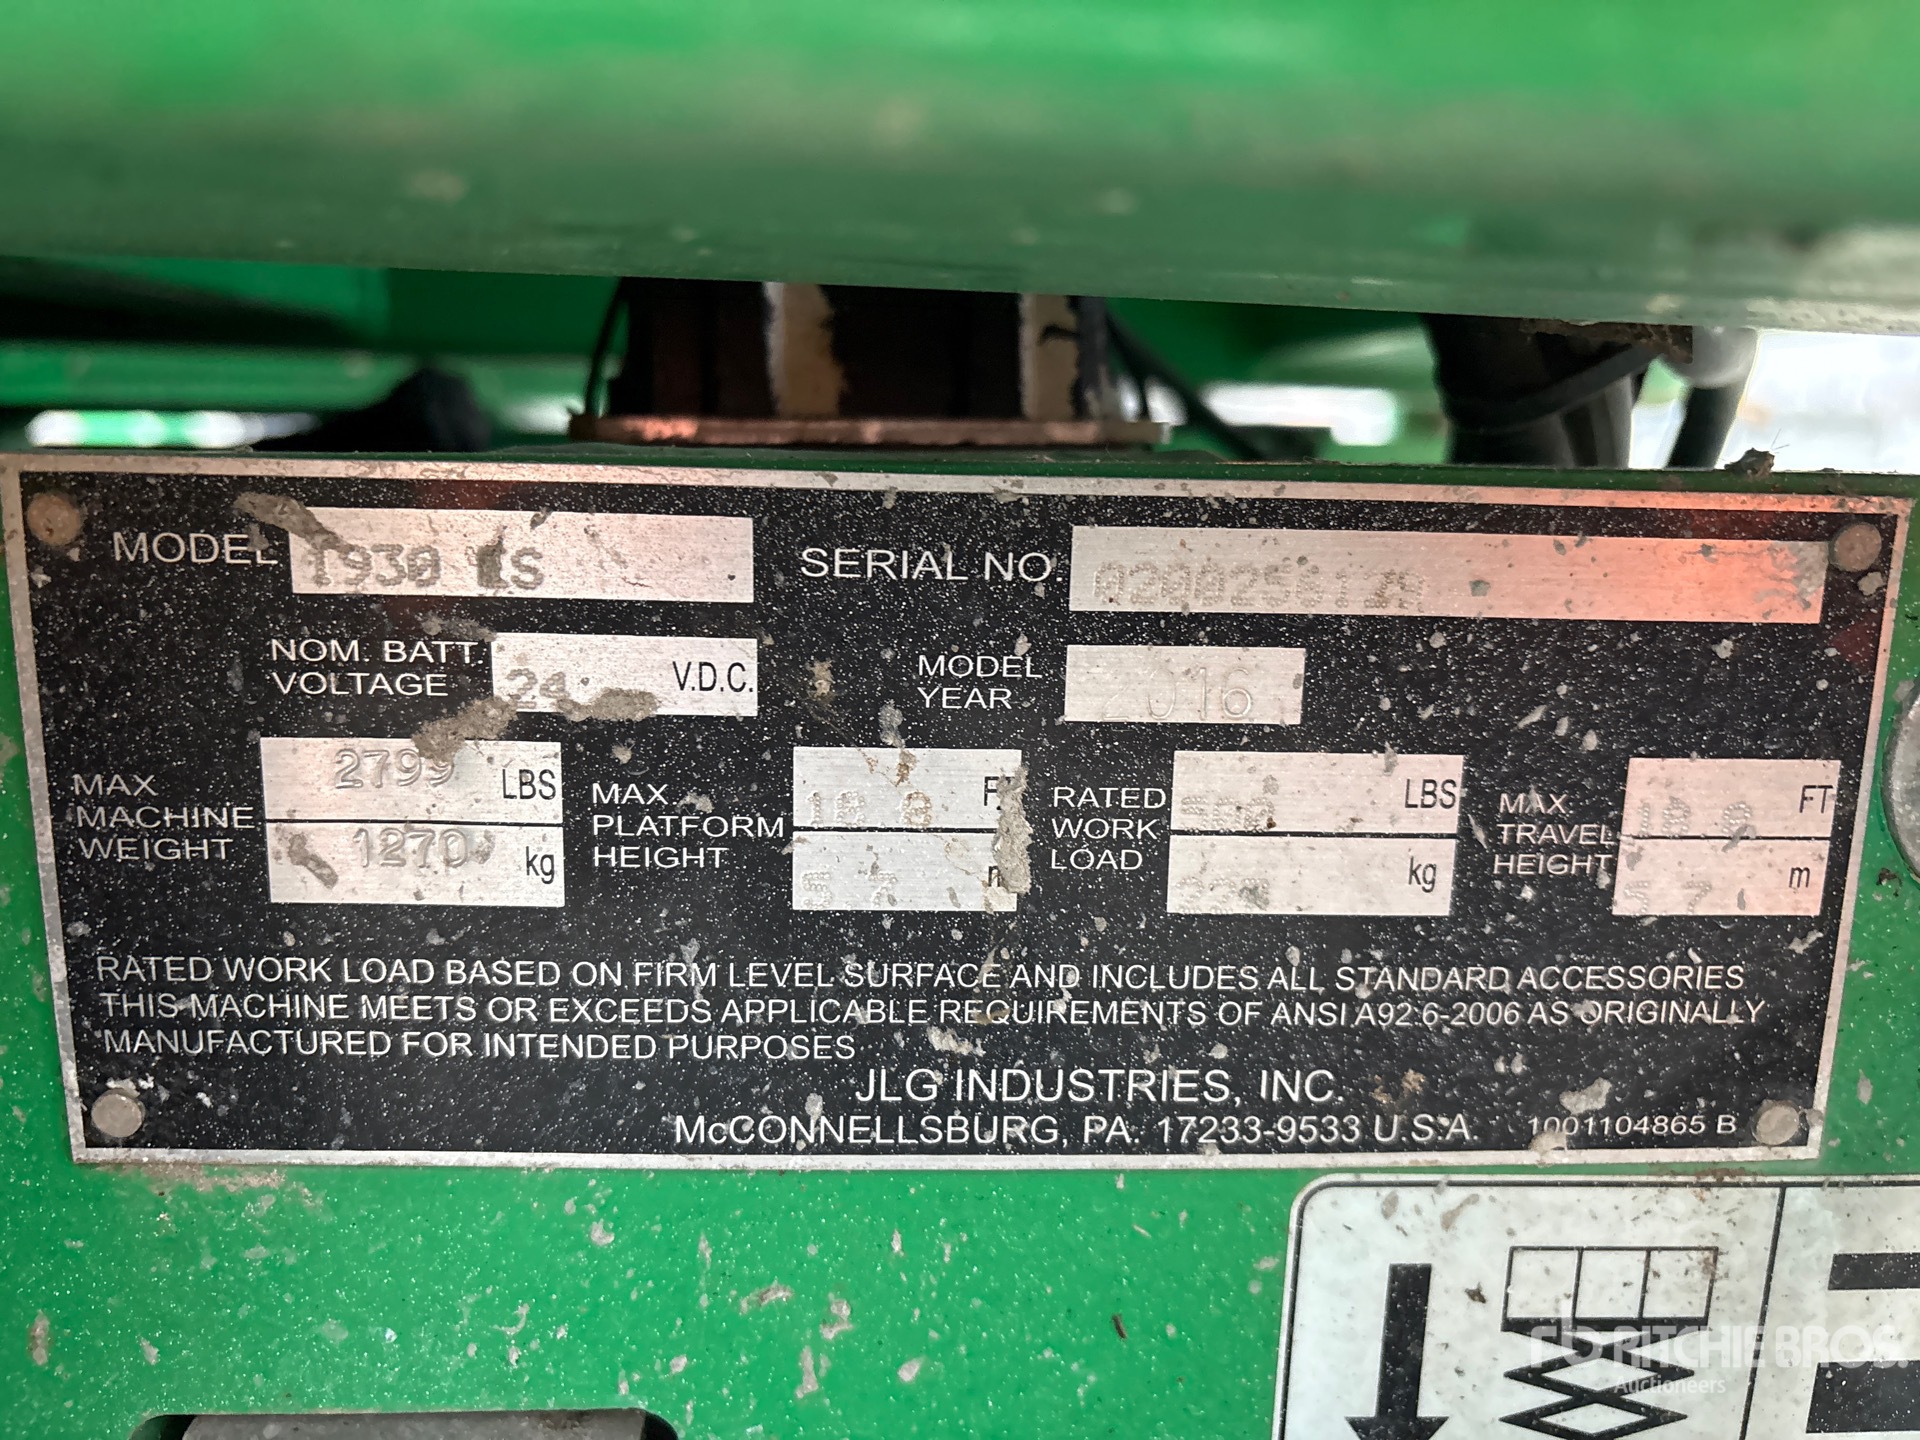 MODEL 1930 ES SERIAL NO.
NOM. BATT. VOLTAGE 24 V.D.C. MODEL YEAR 2016
MAX MACHINE WEIGHT 2799 LBS 1270 kg
MAX PLATFORM HEIGHT FT m
RATED WORK LOAD 500 LBS kg
MAX TRAVEL HEIGHT FT 5.7 m
RATED WORK LOAD BASED ON FIRM LEVEL SURFACE AND INCLUDES ALL STANDARD ACCESSORIES
THIS MACHINE MEETS OR EXCEEDS APPLICABLE REQUIREMENTS OF ANSI A92.6-2006 AS ORIGINALLY
MANUFACTURED FOR INTENDED PURPOSES
JLG INDUSTRIES, INC.
McCONNELLSBURG, PA. 17233-9533 U.S.A.
1001104865 B
RITCHIE BROS.
Auctioneers